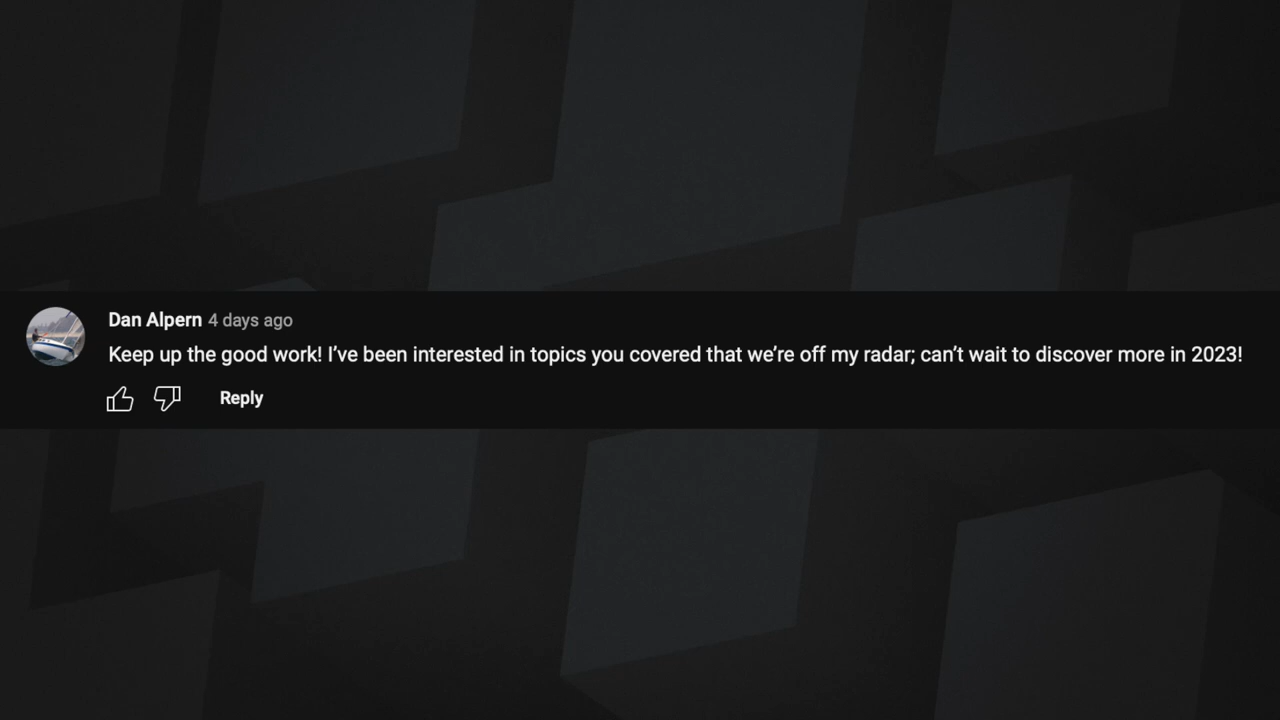 Dan Alpern 4 days ago
Keep up the good work! I’ve been interested in topics you covered that we’re off my radar; can’t wait to discover more in 2023!
Reply